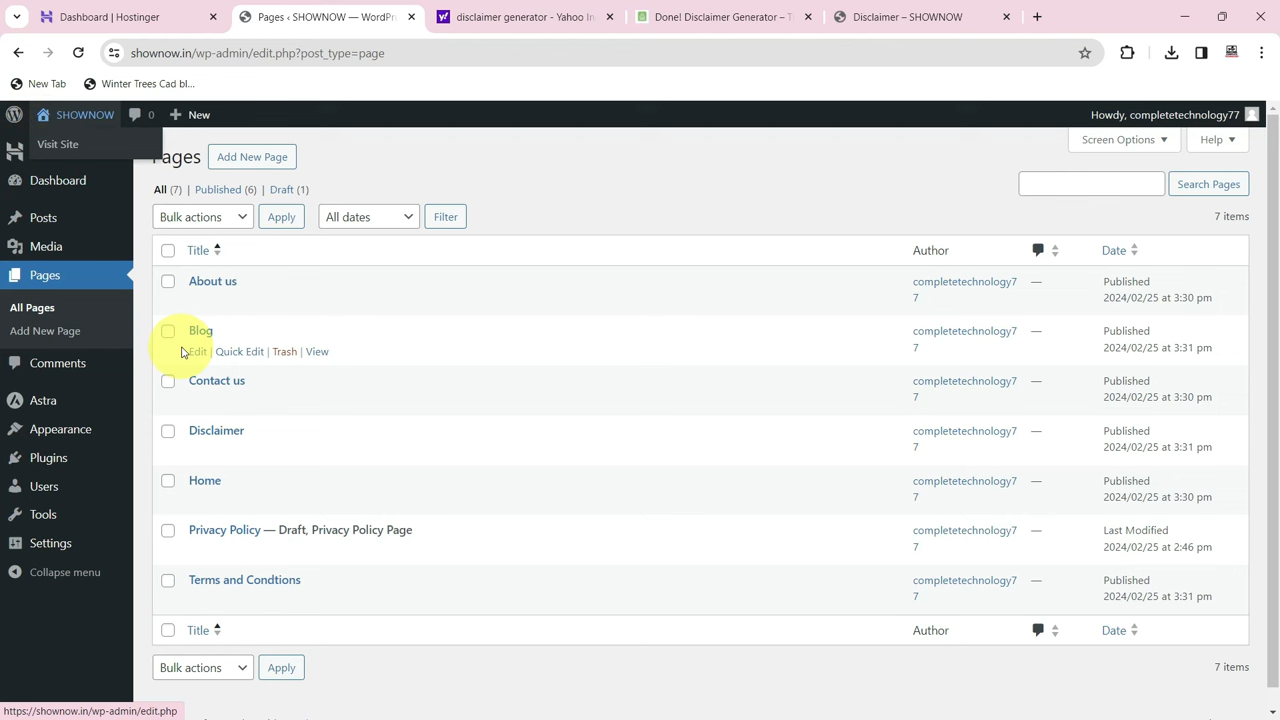 Dashboard | Hostinger
Pages ‹ SHOWNOW — WordPr
disclaimer generator - Yahoo In
Done! Disclaimer Generator – T
Disclaimer – SHOWNOW
shownow.in/wp-admin/edit.php?post_type=page
New Tab
Winter Trees Cad bl...
SHOWNOW
0
New
Howdy, completetechnology77
Visit Site
Pages
Add New Page
Screen Options
Help
Dashboard
All (7) | Published (6) | Draft (1)
Search Pages
Posts
Bulk actions
Apply
All dates
Filter
7 items
Media
Title
Author
Date
Pages
About us
completetechnology7
7
—
Published
2024/02/25 at 3:30 pm
All Pages
Add New Page
Blog
Edit | Quick Edit | Trash | View
completetechnology7
7
—
Published
2024/02/25 at 3:31 pm
Comments
Contact us
completetechnology7
7
—
Published
2024/02/25 at 3:30 pm
Astra
Appearance
Disclaimer
completetechnology7
7
—
Published
2024/02/25 at 3:31 pm
Plugins
Users
Home
completetechnology7
7
—
Published
2024/02/25 at 3:30 pm
Tools
Privacy Policy — Draft, Privacy Policy Page
completetechnology7
7
—
Last Modified
2024/02/25 at 2:46 pm
Settings
Collapse menu
Terms and Condtions
completetechnology7
7
—
Published
2024/02/25 at 3:31 pm
Title
Author
Date
Bulk actions
Apply
7 items
https://shownow.in/wp-admin/edit.php